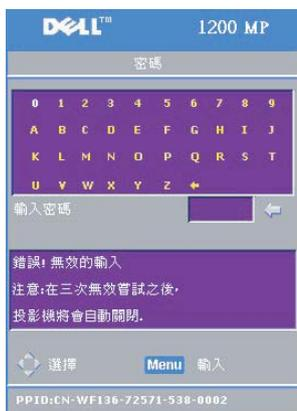 DELL™ 1200 MP
密碼
0 1 2 3 4 5 6 7 8 9
A B C D E F G H I J
K L M N O P Q R S T
U V W X Y Z ←
輸入密碼
錯誤! 無效的輸入
注意:在三次無效嘗試之後,
投影機將會自動關閉.
選擇 Menu 輸入
PPID:CN-WF136-72571-538-0002